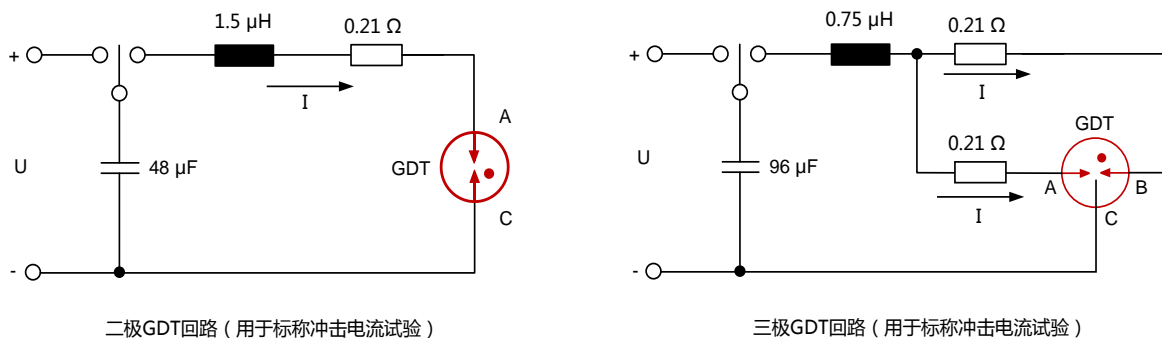 1.5 μH
0.21 Ω
+
I
A
U
48 μF
GDT
C
-
二极GDT回路（用于标称冲击电流试验）
0.75 μH
0.21 Ω
+
I
GDT
0.21 Ω
U
96 μF
A
B
I
C
-
三极GDT回路（用于标称冲击电流试验）